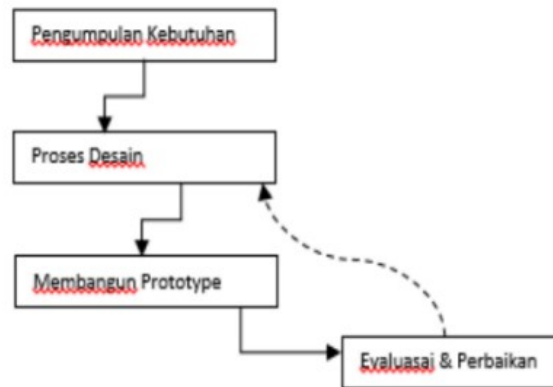 Pengumpulan Kebutuhan
Proses Desain
Membangun Prototype
Evaluasai & Perbaikan